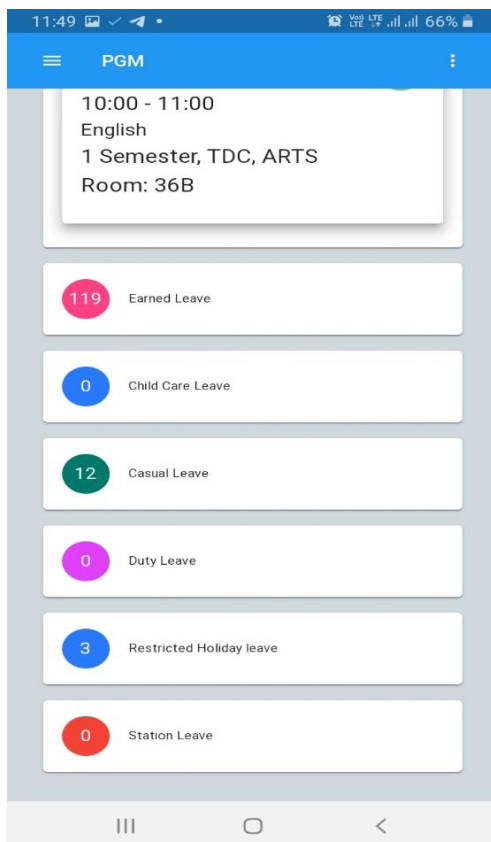 11:49 66%
PGM
10:00 - 11:00
English
1 Semester, TDC, ARTS
Room: 36B
119 Earned Leave
0 Child Care Leave
12 Casual Leave
0 Duty Leave
3 Restricted Holiday leave
0 Station Leave